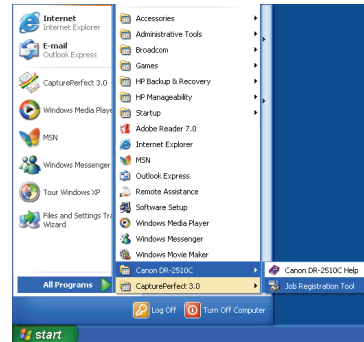 Internet
Internet Explorer
E-mail
Outlook Express
CapturePerfect 3.0
Windows Media Playe
MSN
Windows Messenger
Tour Windows XP
Files and Settings Tra
Wizard
All Programs
Accessories
Administrative Tools
Broadcom
Games
HP Backup & Recovery
HP Manageability
Startup
Adobe Reader 7.0
Internet Explorer
MSN
Outlook Express
Remote Assistance
Software Setup
Windows Media Player
Windows Messenger
Windows Movie Maker
Canon DR-2510C
CapturePerfect 3.0
Canon DR-2510C Help
Job Registration Tool
Log Off
Turn Off Computer
start